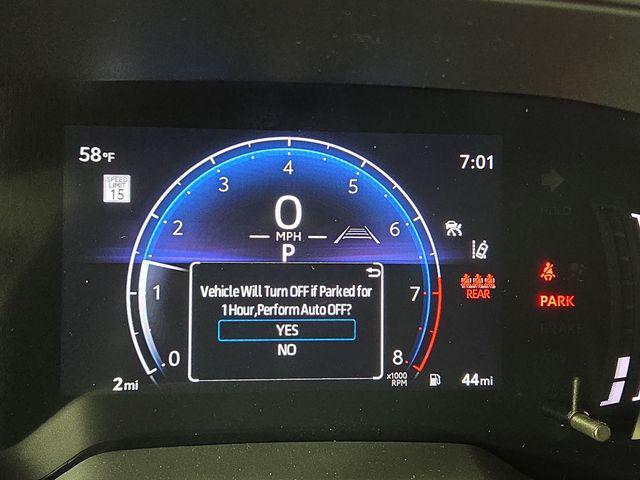 58°F
7:01
SPEED
LIMIT
15
0
1
2
3
4
5
6
7
8
0
MPH
P
REAR
PARK
Vehicle Will Turn OFF if Parked for
1 Hour,Perform Auto OFF?
YES
NO
x1000
RPM
2mi
44mi